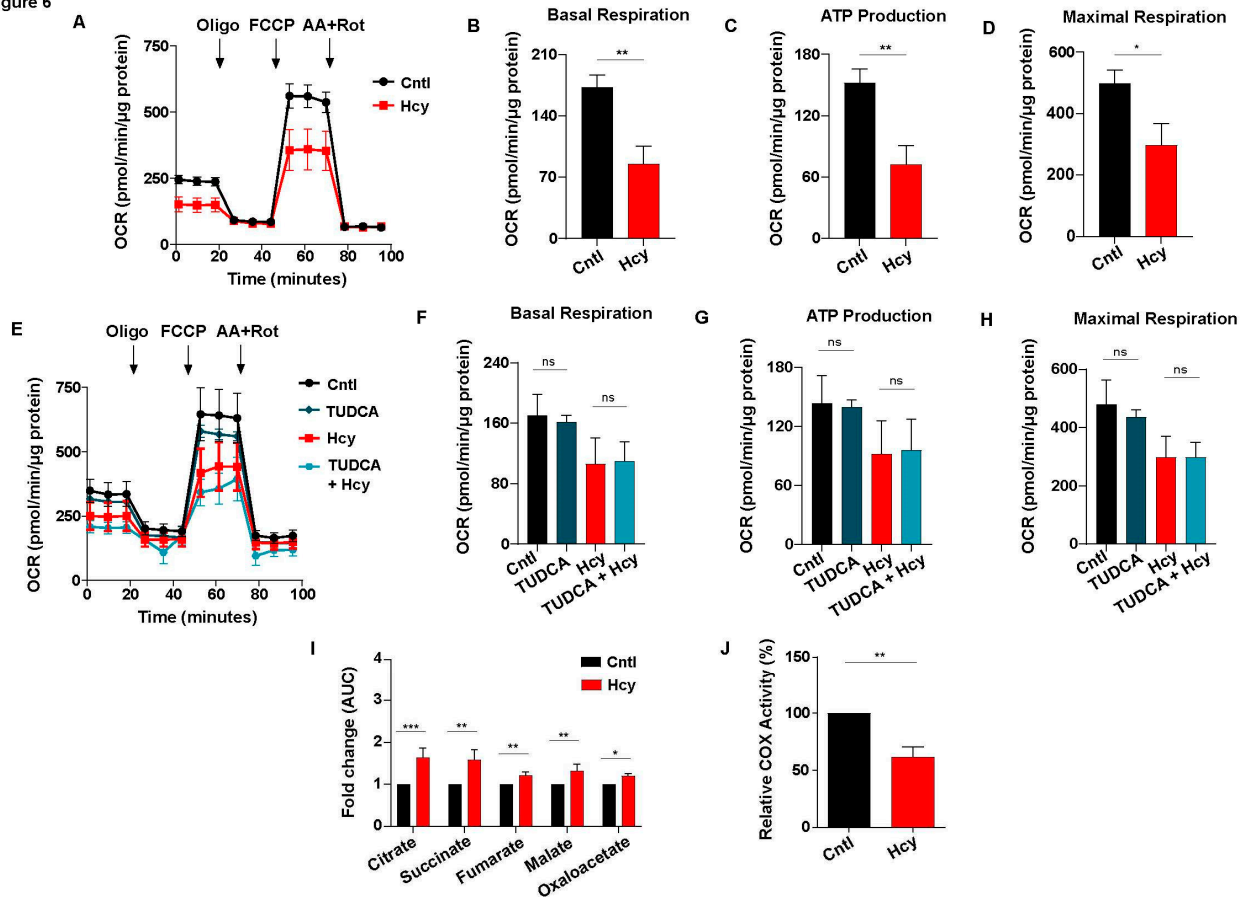 gure 6
A
Oligo FCCP AA+Rot
OCR (pmol/min/µg protein)
750
500
250
0
0 20 40 60 80 100
Time (minutes)
Cntl
Hcy
B
Basal Respiration
OCR (pmol/min/µg protein)
210
140
70
0
**
Cntl
Hcy
C
ATP Production
OCR (pmol/min/µg protein)
180
120
60
0
**
Cntl
Hcy
D
Maximal Respiration
OCR (pmol/min/µg protein)
600
400
200
0
*
Cntl
Hcy
E
Oligo FCCP AA+Rot
OCR (pmol/min/µg protein)
750
500
250
0
0 20 40 60 80 100
Time (minutes)
Cntl
TUDCA
Hcy
TUDCA
+ Hcy
F
Basal Respiration
OCR (pmol/min/µg protein)
240
160
80
0
ns
ns
Cntl
TUDCA
Hcy
TUDCA + Hcy
G
ATP Production
OCR (pmol/min/µg protein)
180
120
60
0
ns
ns
Cntl
TUDCA
Hcy
TUDCA + Hcy
H
Maximal Respiration
OCR (pmol/min/µg protein)
600
400
200
0
ns
ns
Cntl
TUDCA
Hcy
TUDCA + Hcy
I
Fold change (AUC)
4
3
2
1
0
Cntl
Hcy
***
**
**
**
*
Citrate
Succinate
Fumarate
Malate
Oxaloacetate
J
Relative COX Activity (%)
150
100
50
0
**
Cntl
Hcy